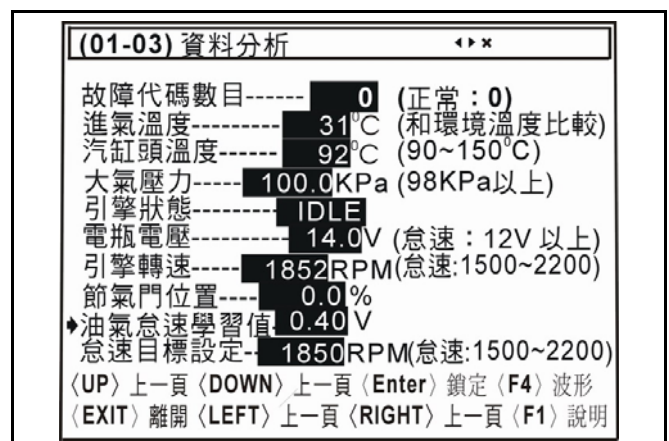 (01-03) 資料分析
故障代碼數目------ 0 (正常：0)
進氣溫度--------- 31°C (和環境溫度比較)
汽缸頭溫度------ 92°C (90~150°C)
大氣壓力----- 100.0KPa (98KPa以上)
引擎狀態--------- IDLE
電瓶電壓---------- 14.0V (怠速：12V 以上)
引擎轉速----- 1852RPM(怠速:1500~2200)
節氣門位置---- 0.0 %
油氣怠速學習值- 0.40 V
怠速目標設定-- 1850RPM(怠速:1500~2200)
〈UP〉上一頁〈DOWN〉上一頁〈Enter〉鎖定〈F4〉波形
〈EXIT〉離開〈LEFT〉上一頁〈RIGHT〉上一頁〈F1〉說明